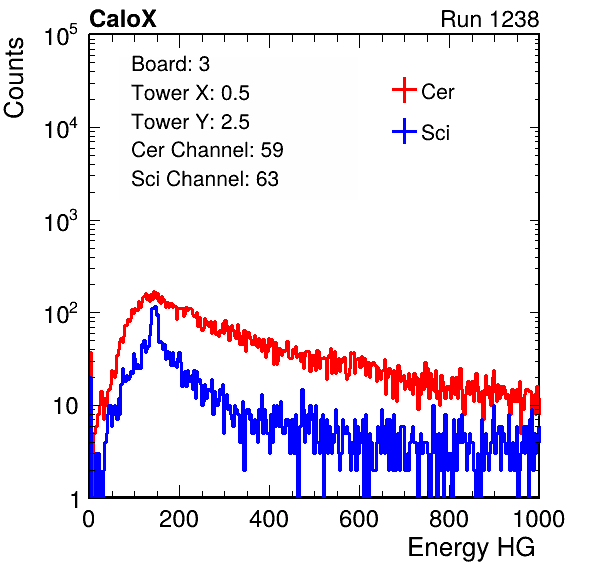 CaloX
Run 1238
Counts
10^5
10^4
10^3
10^2
10
1
Board: 3
Tower X: 0.5
Tower Y: 2.5
Cer Channel: 59
Sci Channel: 63
Cer
Sci
0 200 400 600 800 1000
Energy HG